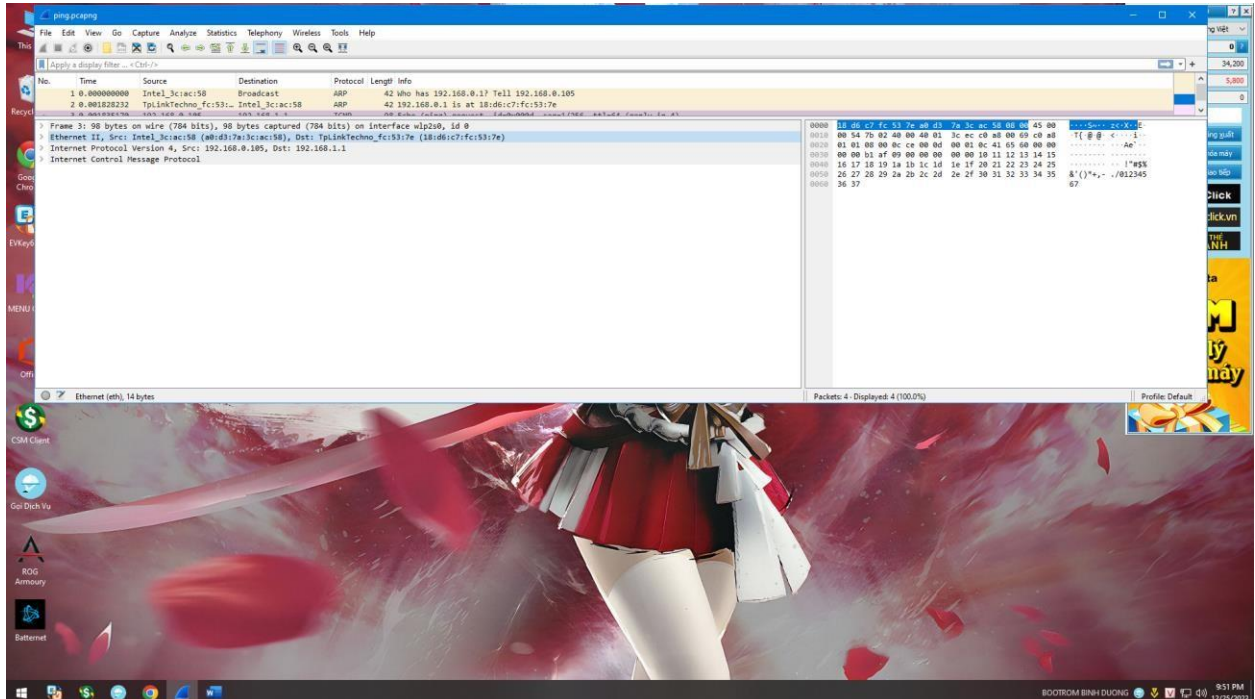 ping.pcapng
File Edit View Go Capture Analyze Statistics Telephony Wireless Tools Help
Apply a display filter ... <Ctrl-/>
No. Time Source Destination Protocol Length Info
1 0.000000000 Intel_3c:ac:58 Broadcast ARP 42 Who has 192.168.0.1? Tell 192.168.0.105
2 0.001828232 TpLinkTechno_fc:53:… Intel_3c:ac:58 ARP 42 192.168.0.1 is at 18:d6:c7:fc:53:7e
Frame 3: 98 bytes on wire (784 bits), 98 bytes captured (784 bits) on interface wlp2s0, id 0
Ethernet II, Src: Intel_3c:ac:58 (a0:d3:7a:3c:ac:58), Dst: TpLinkTechno_fc:53:7e (18:d6:c7:fc:53:7e)
Internet Protocol Version 4, Src: 192.168.0.105, Dst: 192.168.1.1
Internet Control Message Protocol
0000 18 d6 c7 fc 53 7e a0 d3 7a 3c ac 58 08 00 45 00 ····S~·· z<·X··E·
0010 00 54 7b 02 40 00 40 01 3c ec c0 a8 00 69 c0 a8 ·T{·@·@· <····i··
0020 01 01 08 00 0c ce 00 0d 00 01 0c 41 65 60 00 00 ········ ···Ae`··
0030 00 00 b1 af 09 00 00 00 00 00 10 11 12 13 14 15
0040 16 17 18 19 1a 1b 1c 1d 1e 1f 20 21 22 23 24 25 ········ ·· !"#$%
0050 26 27 28 29 2a 2b 2c 2d 2e 2f 30 31 32 33 34 35 &'()*+,- ./012345
0060 36 37 67
Ethernet (eth), 14 bytes
Packets: 4 · Displayed: 4 (100.0%)
Profile: Default
34,200
5,800
0
click.vn
This
CSM Client
Gọi Dịch Vụ
ROG
Armoury
Batternet
BOOTROM BINH DUONG
9:51 PM